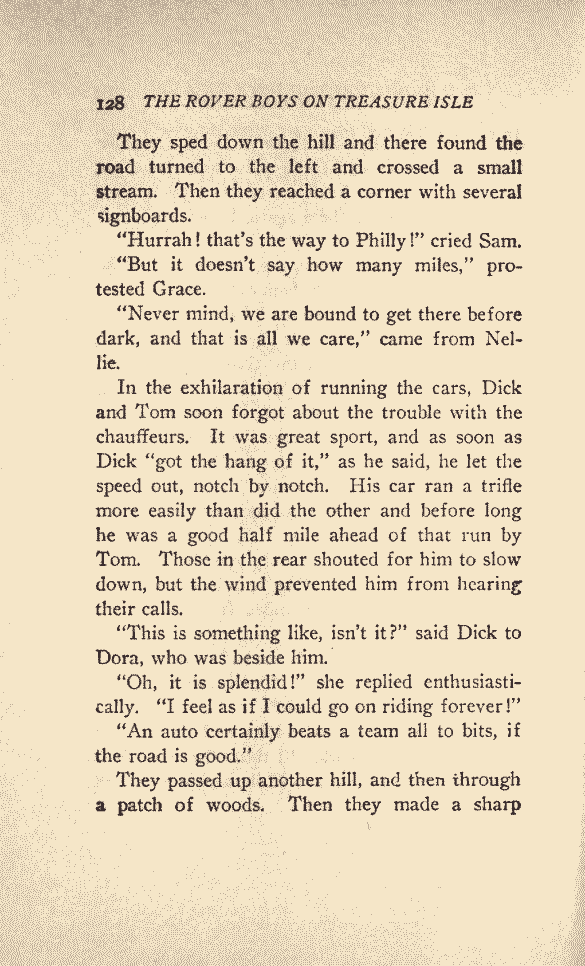 128 THE ROVER BOYS ON TREASURE ISLE
They sped down the hill and there found the
road turned to the left and crossed a small
stream. Then they reached a corner with several
signboards.
"Hurrah! that's the way to Philly!" cried Sam.
"But it doesn't say how many miles," pro-
tested Grace.
"Never mind, we are bound to get there before
dark, and that is all we care," came from Nel-
lie.
In the exhilaration of running the cars, Dick
and Tom soon forgot about the trouble with the
chauffeurs. It was great sport, and as soon as
Dick "got the hang of it," as he said, he let the
speed out, notch by notch. His car ran a trifle
more easily than did the other and before long
he was a good half mile ahead of that run by
Tom. Those in the rear shouted for him to slow
down, but the wind prevented him from hearing
their calls.
"This is something like, isn't it?" said Dick to
Dora, who was beside him.
"Oh, it is splendid!" she replied enthusiasti-
cally. "I feel as if I could go on riding forever!"
"An auto certainly beats a team all to bits, if
the road is good."
They passed up another hill, and then through
a patch of woods. Then they made a sharp